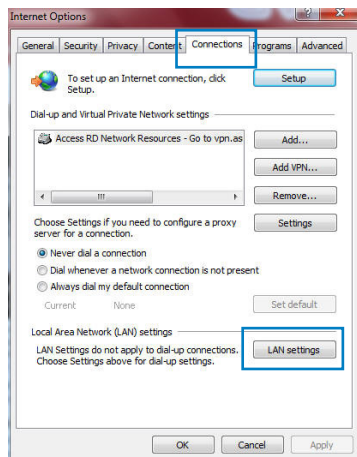 Internet Options
General Security Privacy Content Connections Programs Advanced
To set up an Internet connection, click
Setup.
Setup
Dial-up and Virtual Private Network settings
Access RD Network Resources - Go to vpn.as
Add...
Add VPN...
Remove...
Choose Settings if you need to configure a proxy
server for a connection.
Settings
Never dial a connection
Dial whenever a network connection is not present
Always dial my default connection
Current None
Set default
Local Area Network (LAN) settings
LAN Settings do not apply to dial-up connections.
Choose Settings above for dial-up settings.
LAN settings
OK Cancel Apply